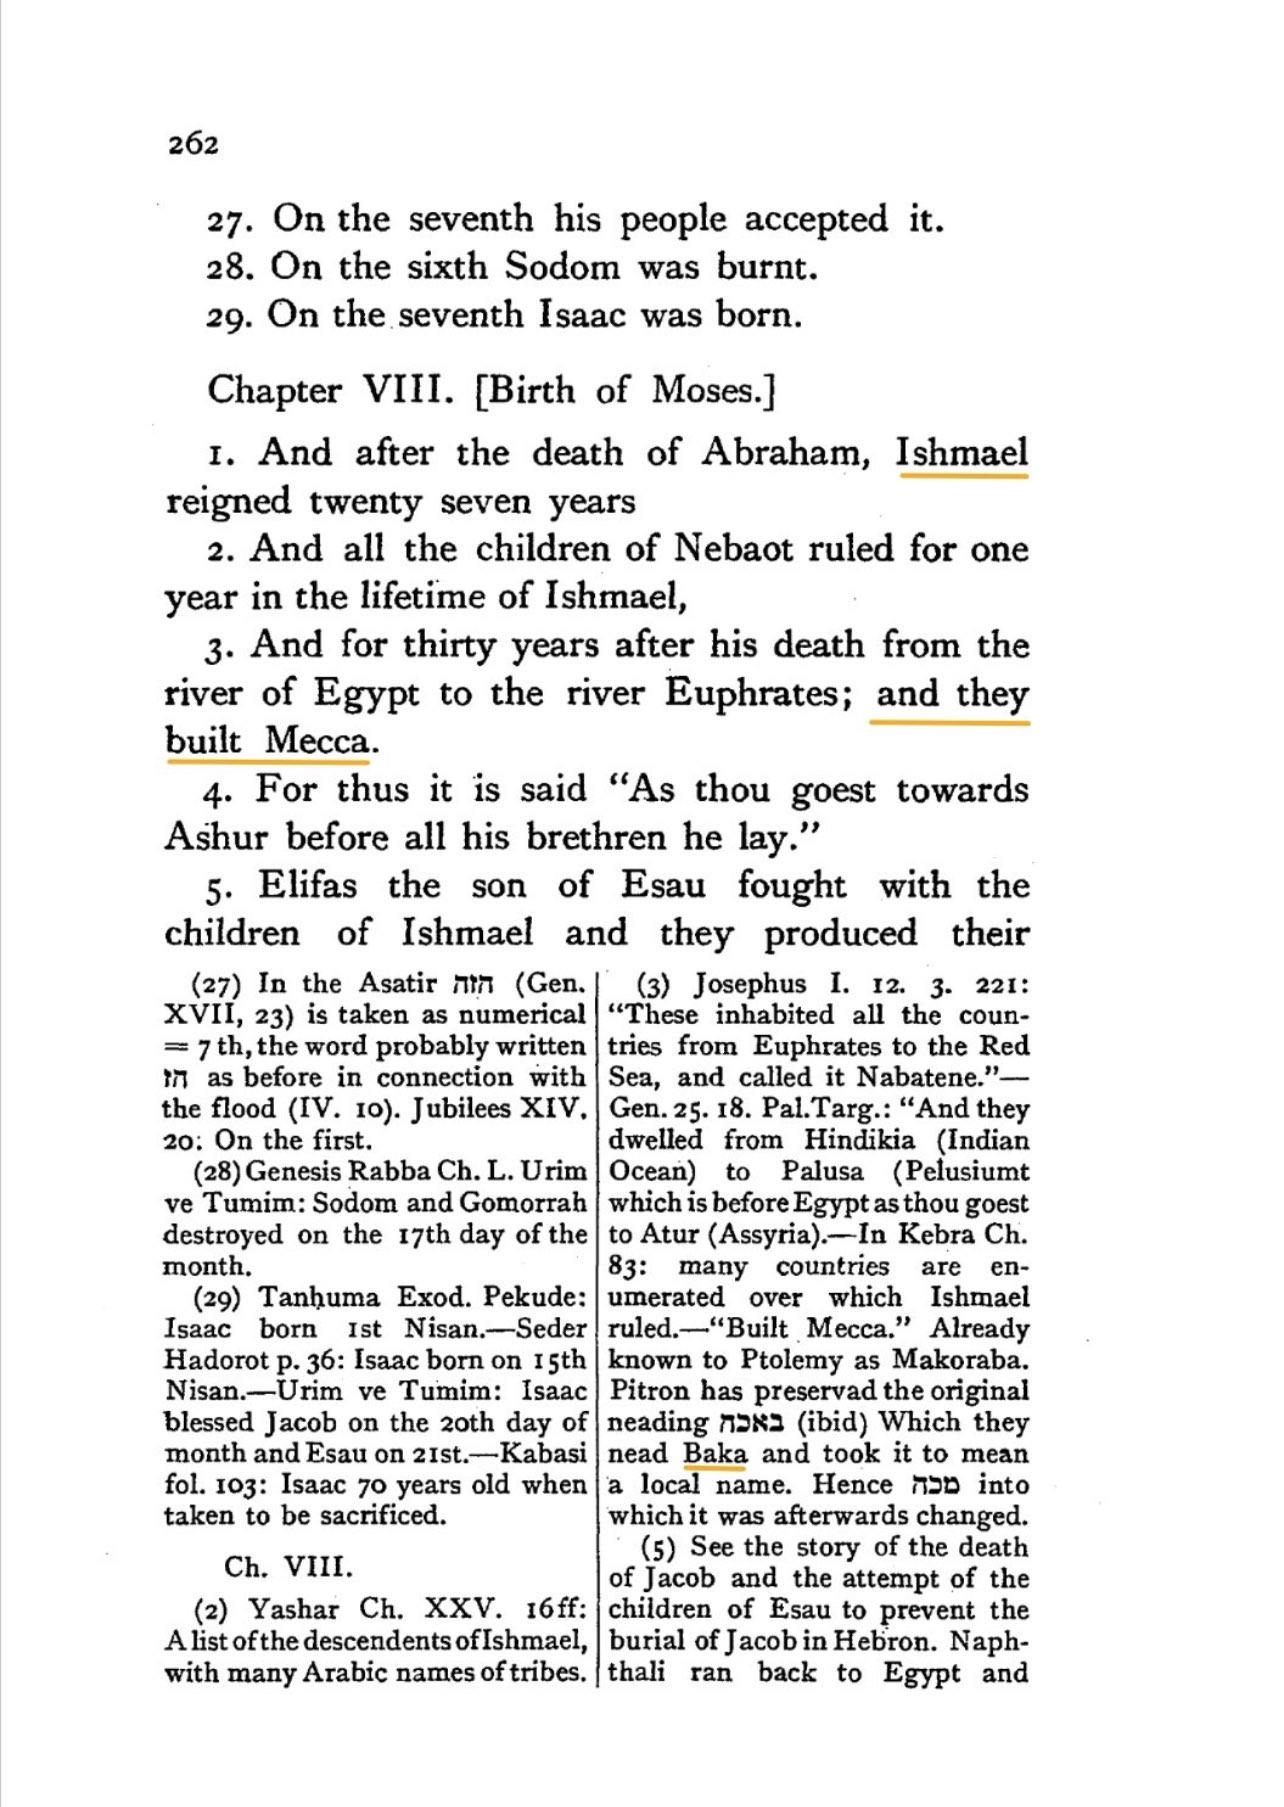 262
27. On the seventh his people accepted it.
28. On the sixth Sodom was burnt.
29. On the seventh Isaac was born.
Chapter VIII. [Birth of Moses.]
1. And after the death of Abraham, Ishmael
reigned twenty seven years
2. And all the children of Nebaot ruled for one
year in the lifetime of Ishmael,
3. And for thirty years after his death from the
river of Egypt to the river Euphrates; and they
built Mecca.
4. For thus it is said “As thou goest towards
Ashur before all his brethren he lay.”
5. Elifas the son of Esau fought with the
children of Ishmael and they produced their
(27) In the Asatir הזה (Gen.
XVII, 23) is taken as numerical
= 7 th, the word probably written
הז as before in connection with
the flood (IV. 10). Jubilees XIV.
20: On the first.
(28) Genesis Rabba Ch. L. Urim
ve Tumim: Sodom and Gomorrah
destroyed on the 17th day of the
month.
(29) Tanḥuma Exod. Pekude:
Isaac born 1st Nisan.—Seder
Hadorot p. 36: Isaac born on 15th
Nisan.—Urim ve Tumim: Isaac
blessed Jacob on the 20th day of
month and Esau on 21st.—Kabasi
fol. 103: Isaac 70 years old when
taken to be sacrificed.
Ch. VIII.
(2) Yashar Ch. XXV. 16ff:
A list of the descendents of Ishmael,
with many Arabic names of tribes.
(3) Josephus I. 12. 3. 221:
“These inhabited all the coun-
tries from Euphrates to the Red
Sea, and called it Nabatene.”—
Gen. 25. 18. Pal.Targ.: “And they
dwelled from Hindikia (Indian
Ocean) to Palusa (Pelusiumt
which is before Egypt as thou goest
to Atur (Assyria).—In Kebra Ch.
83: many countries are en-
umerated over which Ishmael
ruled.—“Built Mecca.” Already
known to Ptolemy as Makoraba.
Pitron has preservad the original
neading באכה (ibid) Which they
nead Baka and took it to mean
a local name. Hence מכה into
which it was afterwards changed.
(5) See the story of the death
of Jacob and the attempt of the
children of Esau to prevent the
burial of Jacob in Hebron. Naph-
thali ran back to Egypt and